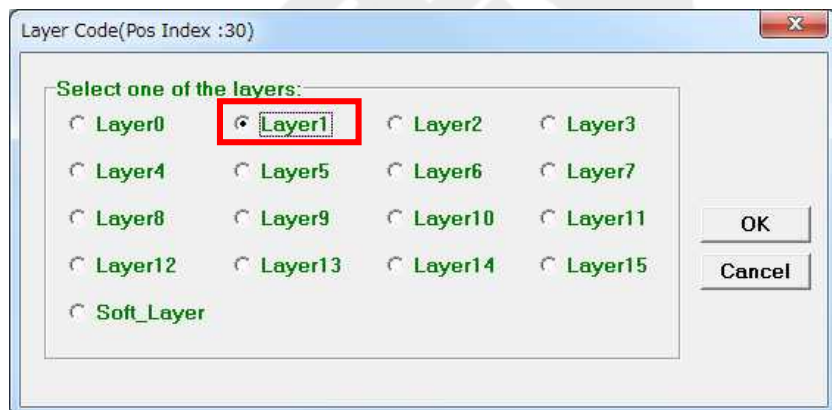 Layer Code(Pos Index :30)
Select one of the layers:
Layer0 Layer1 Layer2 Layer3
Layer4 Layer5 Layer6 Layer7
Layer8 Layer9 Layer10 Layer11
OK
Layer12 Layer13 Layer14 Layer15
Cancel
Soft_Layer